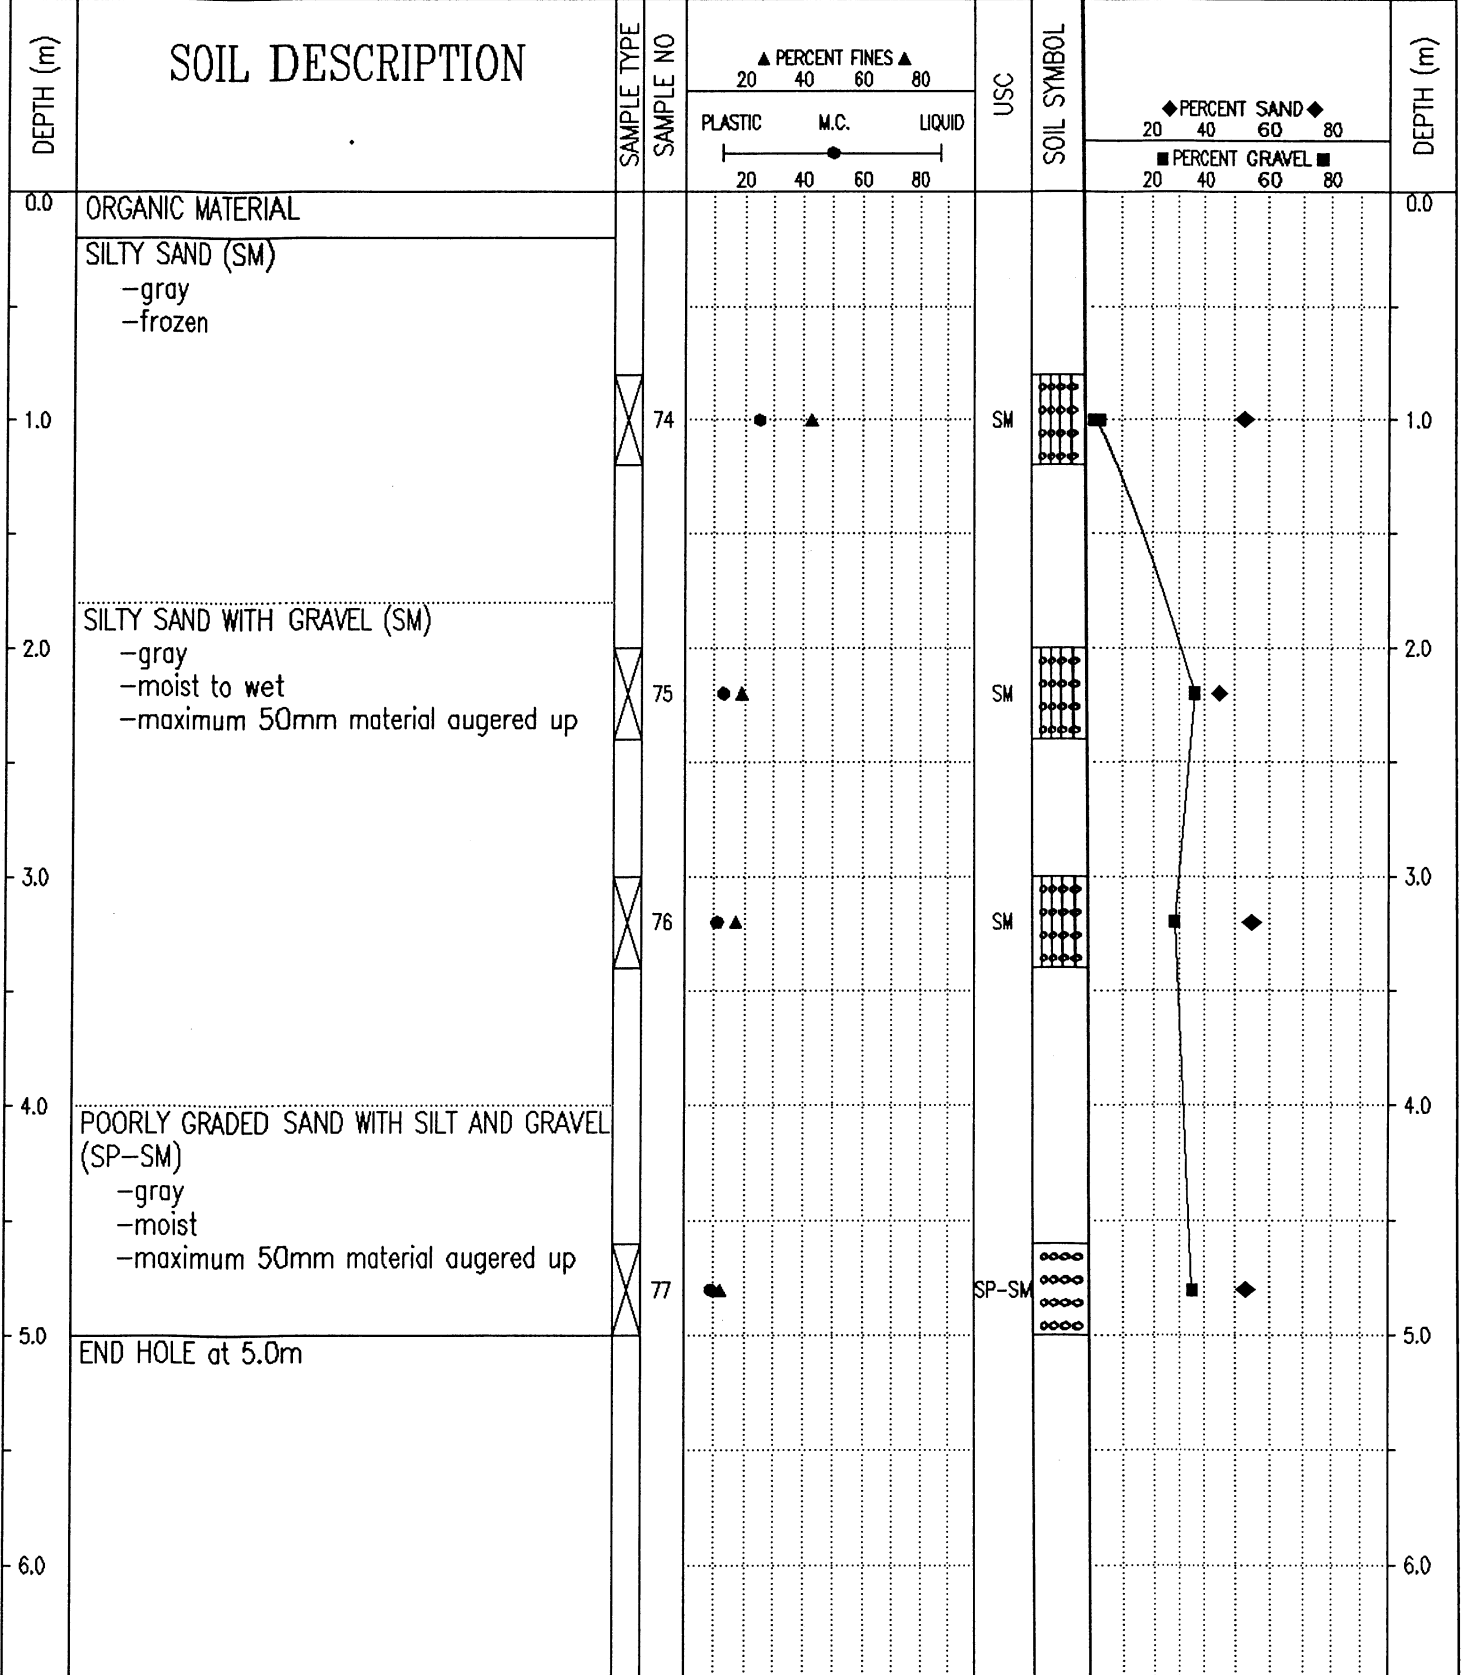 DEPTH (m)
SOIL DESCRIPTION
SAMPLE TYPE
SAMPLE NO
▲ PERCENT FINES ▲
20 40 60 80
PLASTIC M.C. LIQUID
20 40 60 80
USC
SOIL SYMBOL
◆ PERCENT SAND ◆
20 40 60 80
■ PERCENT GRAVEL ■
20 40 60 80
DEPTH (m)
0.0 ORGANIC MATERIAL 0.0
SILTY SAND (SM)
-gray
-frozen
1.0 74 SM 1.0
SILTY SAND WITH GRAVEL (SM)
2.0 -gray 2.0
-moist to wet 75 SM
-maximum 50mm material augered up
3.0 3.0
76 SM
4.0 4.0
POORLY GRADED SAND WITH SILT AND GRAVEL
(SP-SM)
-gray
-moist
-maximum 50mm material augered up
77 SP-SM
5.0 5.0
END HOLE at 5.0m
6.0 6.0